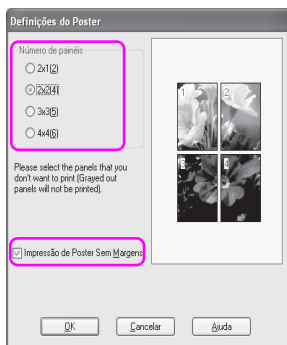 Definições do Poster
Número de painéis
2x1(2)
2x2(4)
3x3(5)
4x4(6)
1
2
3
4
Please select the panels that you
don't want to print (Grayed out
panels will not be printed).
Impressão de Poster Sem Margens
OK
Cancelar
Ajuda